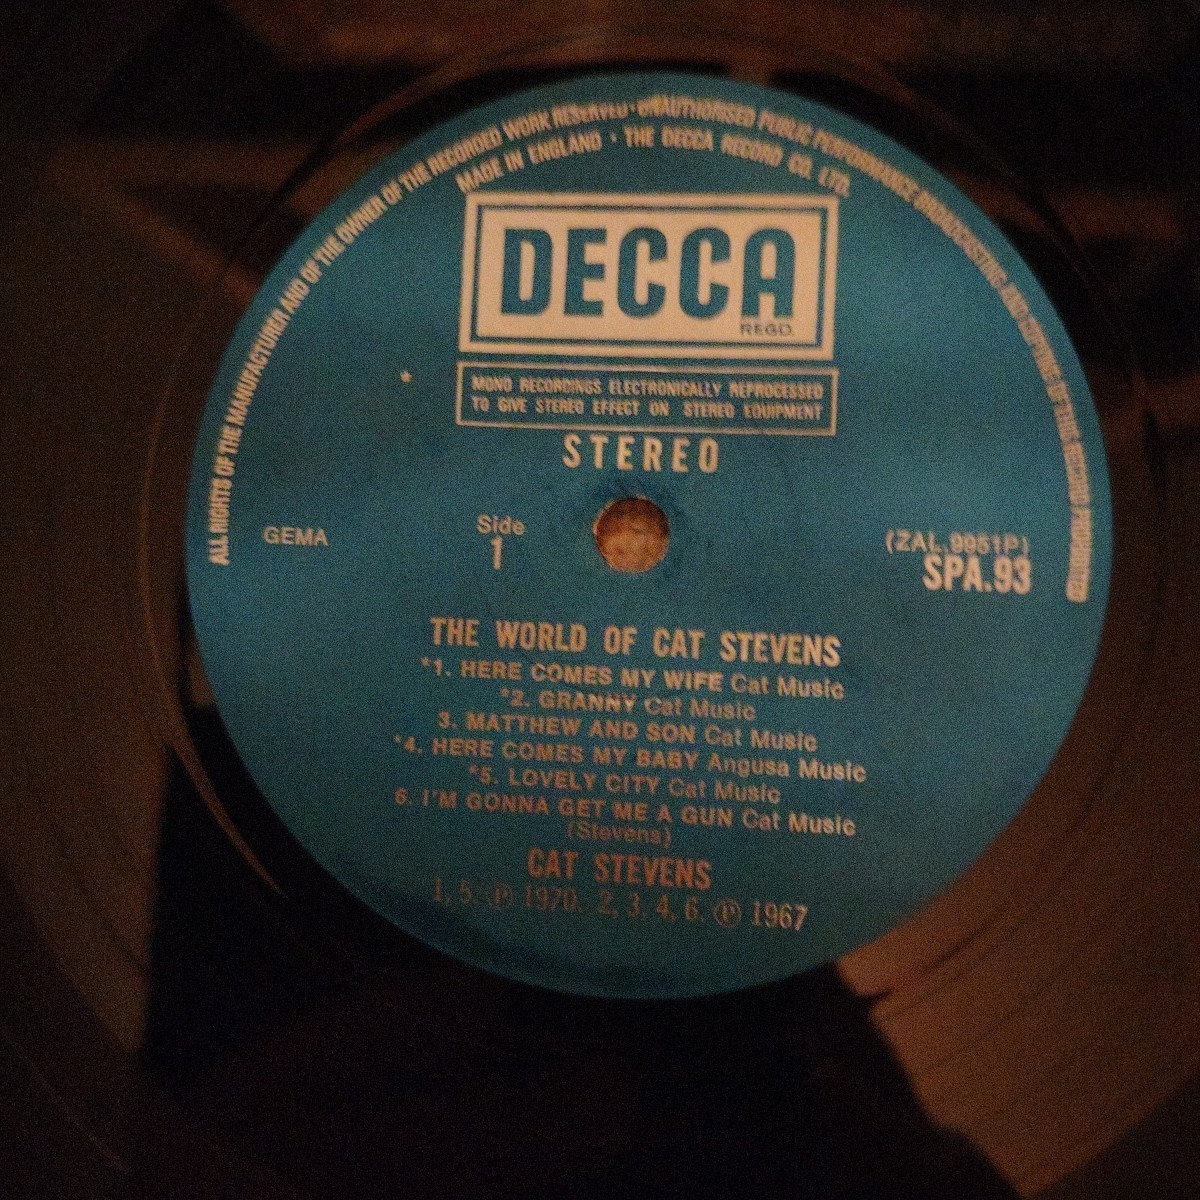 ALL RIGHTS OF THE MANUFACTURER AND OF THE OWNER OF THE RECORDED WORK RESERVED · UNAUTHORISED PUBLIC PERFORMANCE BROADCASTING AND COPYING OF THIS RECORD PROHIBITED
MADE IN ENGLAND · THE DECCA RECORD CO. LTD.
DECCA
REGD.
* MONO RECORDINGS ELECTRONICALLY REPROCESSED
TO GIVE STEREO EFFECT ON STEREO EQUIPMENT
STEREO
GEMA
Side
1
(ZAL.9951P)
SPA.93
THE WORLD OF CAT STEVENS
*1. HERE COMES MY WIFE Cat Music
*2. GRANNY Cat Music
3. MATTHEW AND SON Cat Music
*4. HERE COMES MY BABY Angusa Music
*5. LOVELY CITY Cat Music
6. I'M GONNA GET ME A GUN Cat Music
(Stevens)
CAT STEVENS
1, 5. Ⓟ 1970. 2, 3, 4, 6. Ⓟ 1967